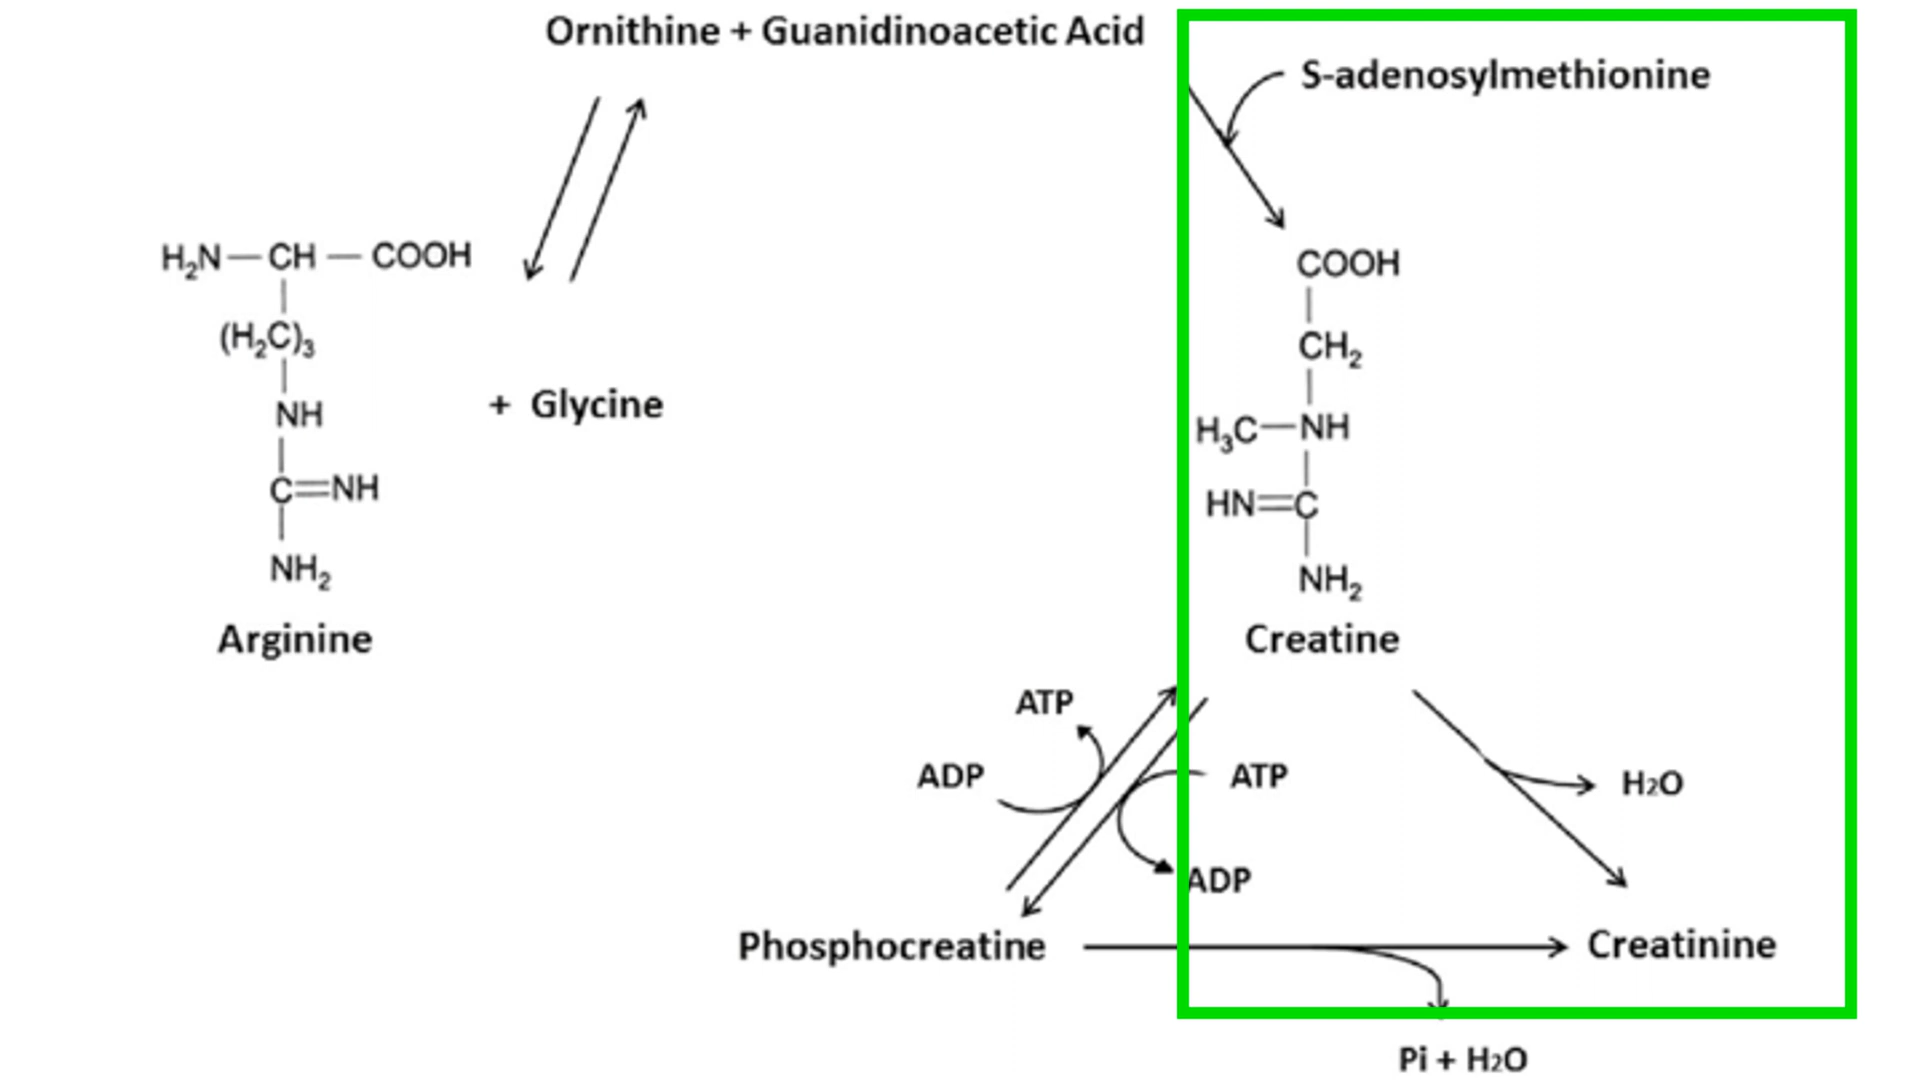 Ornithine + Guanidinoacetic Acid
S-adenosylmethionine
H₂N—CH—COOH
(H₂C)₃
NH
C=NH
NH₂
Arginine
+ Glycine
COOH
CH₂
H₃C—NH
HN=C
NH₂
Creatine
ATP
ADP
ATP
ADP
H₂O
Phosphocreatine
Creatinine
Pi + H₂O